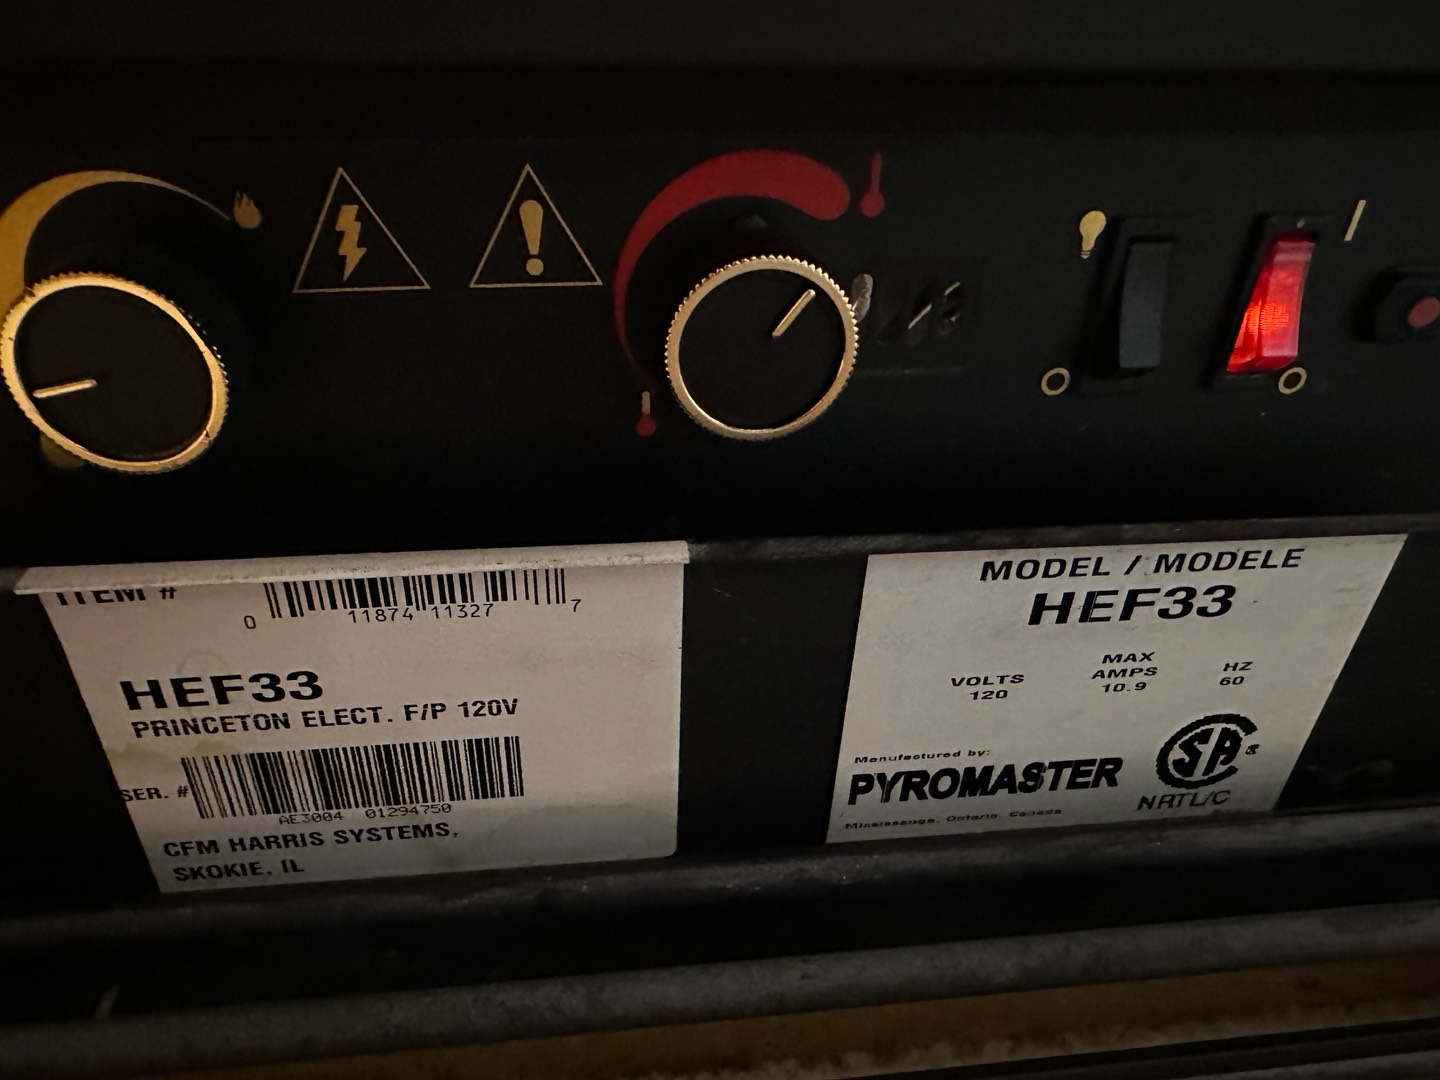 ITEM #
0 11874 11327 7
HEF33
PRINCETON ELECT. F/P 120V
SER. #
AE3004 01294750
CFM HARRIS SYSTEMS,
SKOKIE, IL
MODEL / MODELE
HEF33
VOLTS
120
MAX
AMPS
10.9
HZ
60
Manufactured by:
PYROMASTER
Mississauga, Ontario Canada
SA
NRTL/C